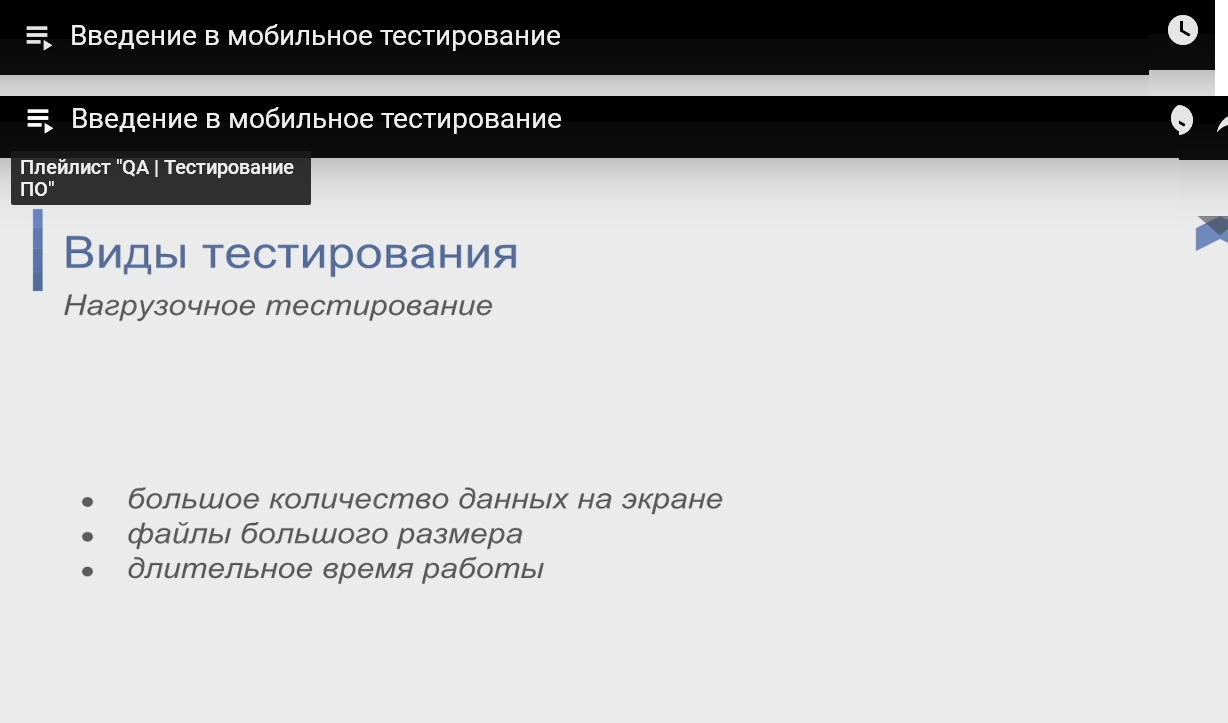 Введение в мобильное тестирование
Введение в мобильное тестирование
Плейлист "QA | Тестирование
ПО"
Виды тестирования
Нагрузочное тестирование
• большое количество данных на экране
• файлы большого размера
• длительное время работы